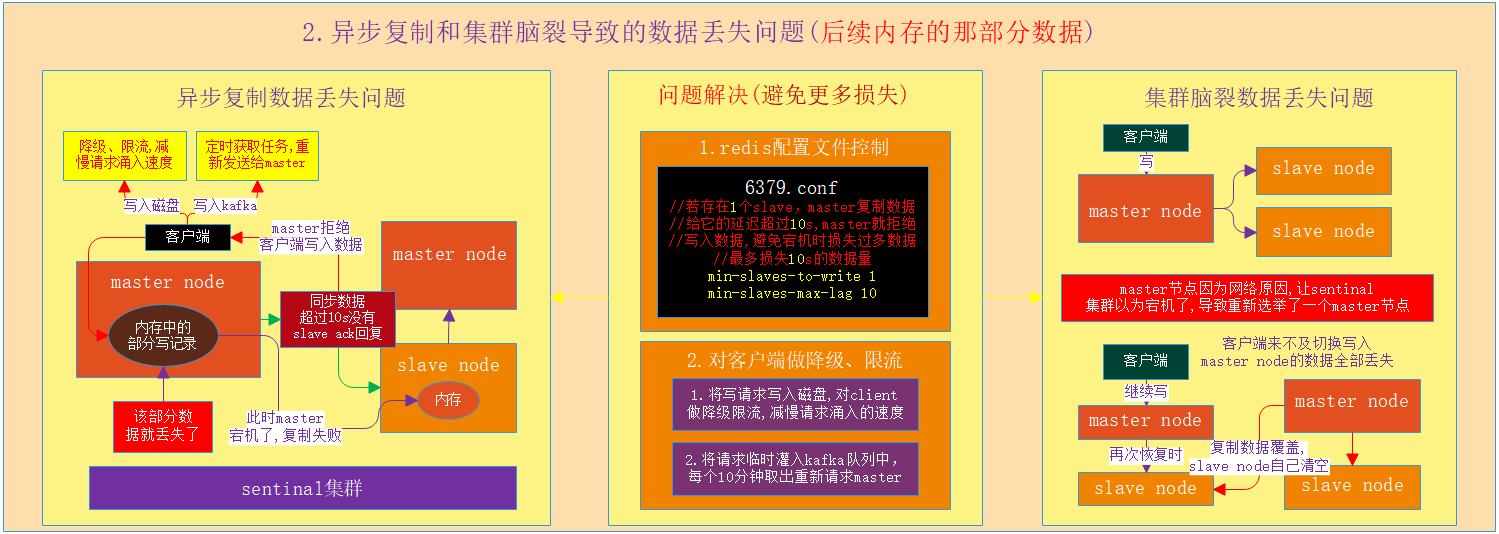 2.异步复制和集群脑裂导致的数据丢失问题(后续内存的那部分数据)
异步复制数据丢失问题
降级、限流,减
慢请求涌入速度
定时获取任务,重
新发送给master
写入磁盘
写入kafka
客户端
master拒绝
客户端写入数据
master node
master node
内存中的
部分写记录
同步数据
超过10s没有
slave ack回复
slave node
内存
该部分数
据就丢失了
此时master
宕机了,复制失败
sentinal集群
问题解决(避免更多损失)
1.redis配置文件控制
6379.conf
//若存在1个slave，master复制数据
//给它的延迟超过10s,master就拒绝
//写入数据,避免宕机时损失过多数据
//最多损失10s的数据量
min-slaves-to-write 1
min-slaves-max-lag 10
2.对客户端做降级、限流
1.将写请求写入磁盘,对client
做降级限流,减慢请求涌入的速度
2.将请求临时灌入kafka队列中，
每个10分钟取出重新请求master
集群脑裂数据丢失问题
客户端
写
master node
slave node
slave node
master节点因为网络原因,让sentinal
集群以为宕机了,导致重新选举了一个master节点
客户端来不及切换写入
master node的数据全部丢失
客户端
继续写
master node
master node
再次恢复时
复制数据覆盖,
slave node自己清空
slave node
slave node